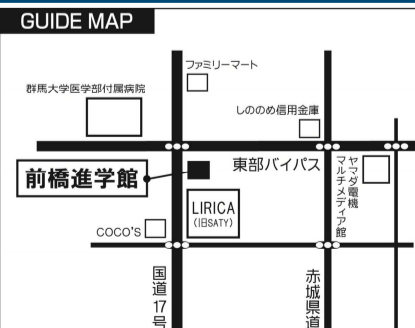 GUIDE MAP
ファミリーマート
群馬大学医学部付属病院
しののめ信用金庫
前橋進学館
東部バイパス
ヤマダ電機
マルチメディア館
LIRICA
(旧SATY)
COCO'S
国道17号
赤城県道